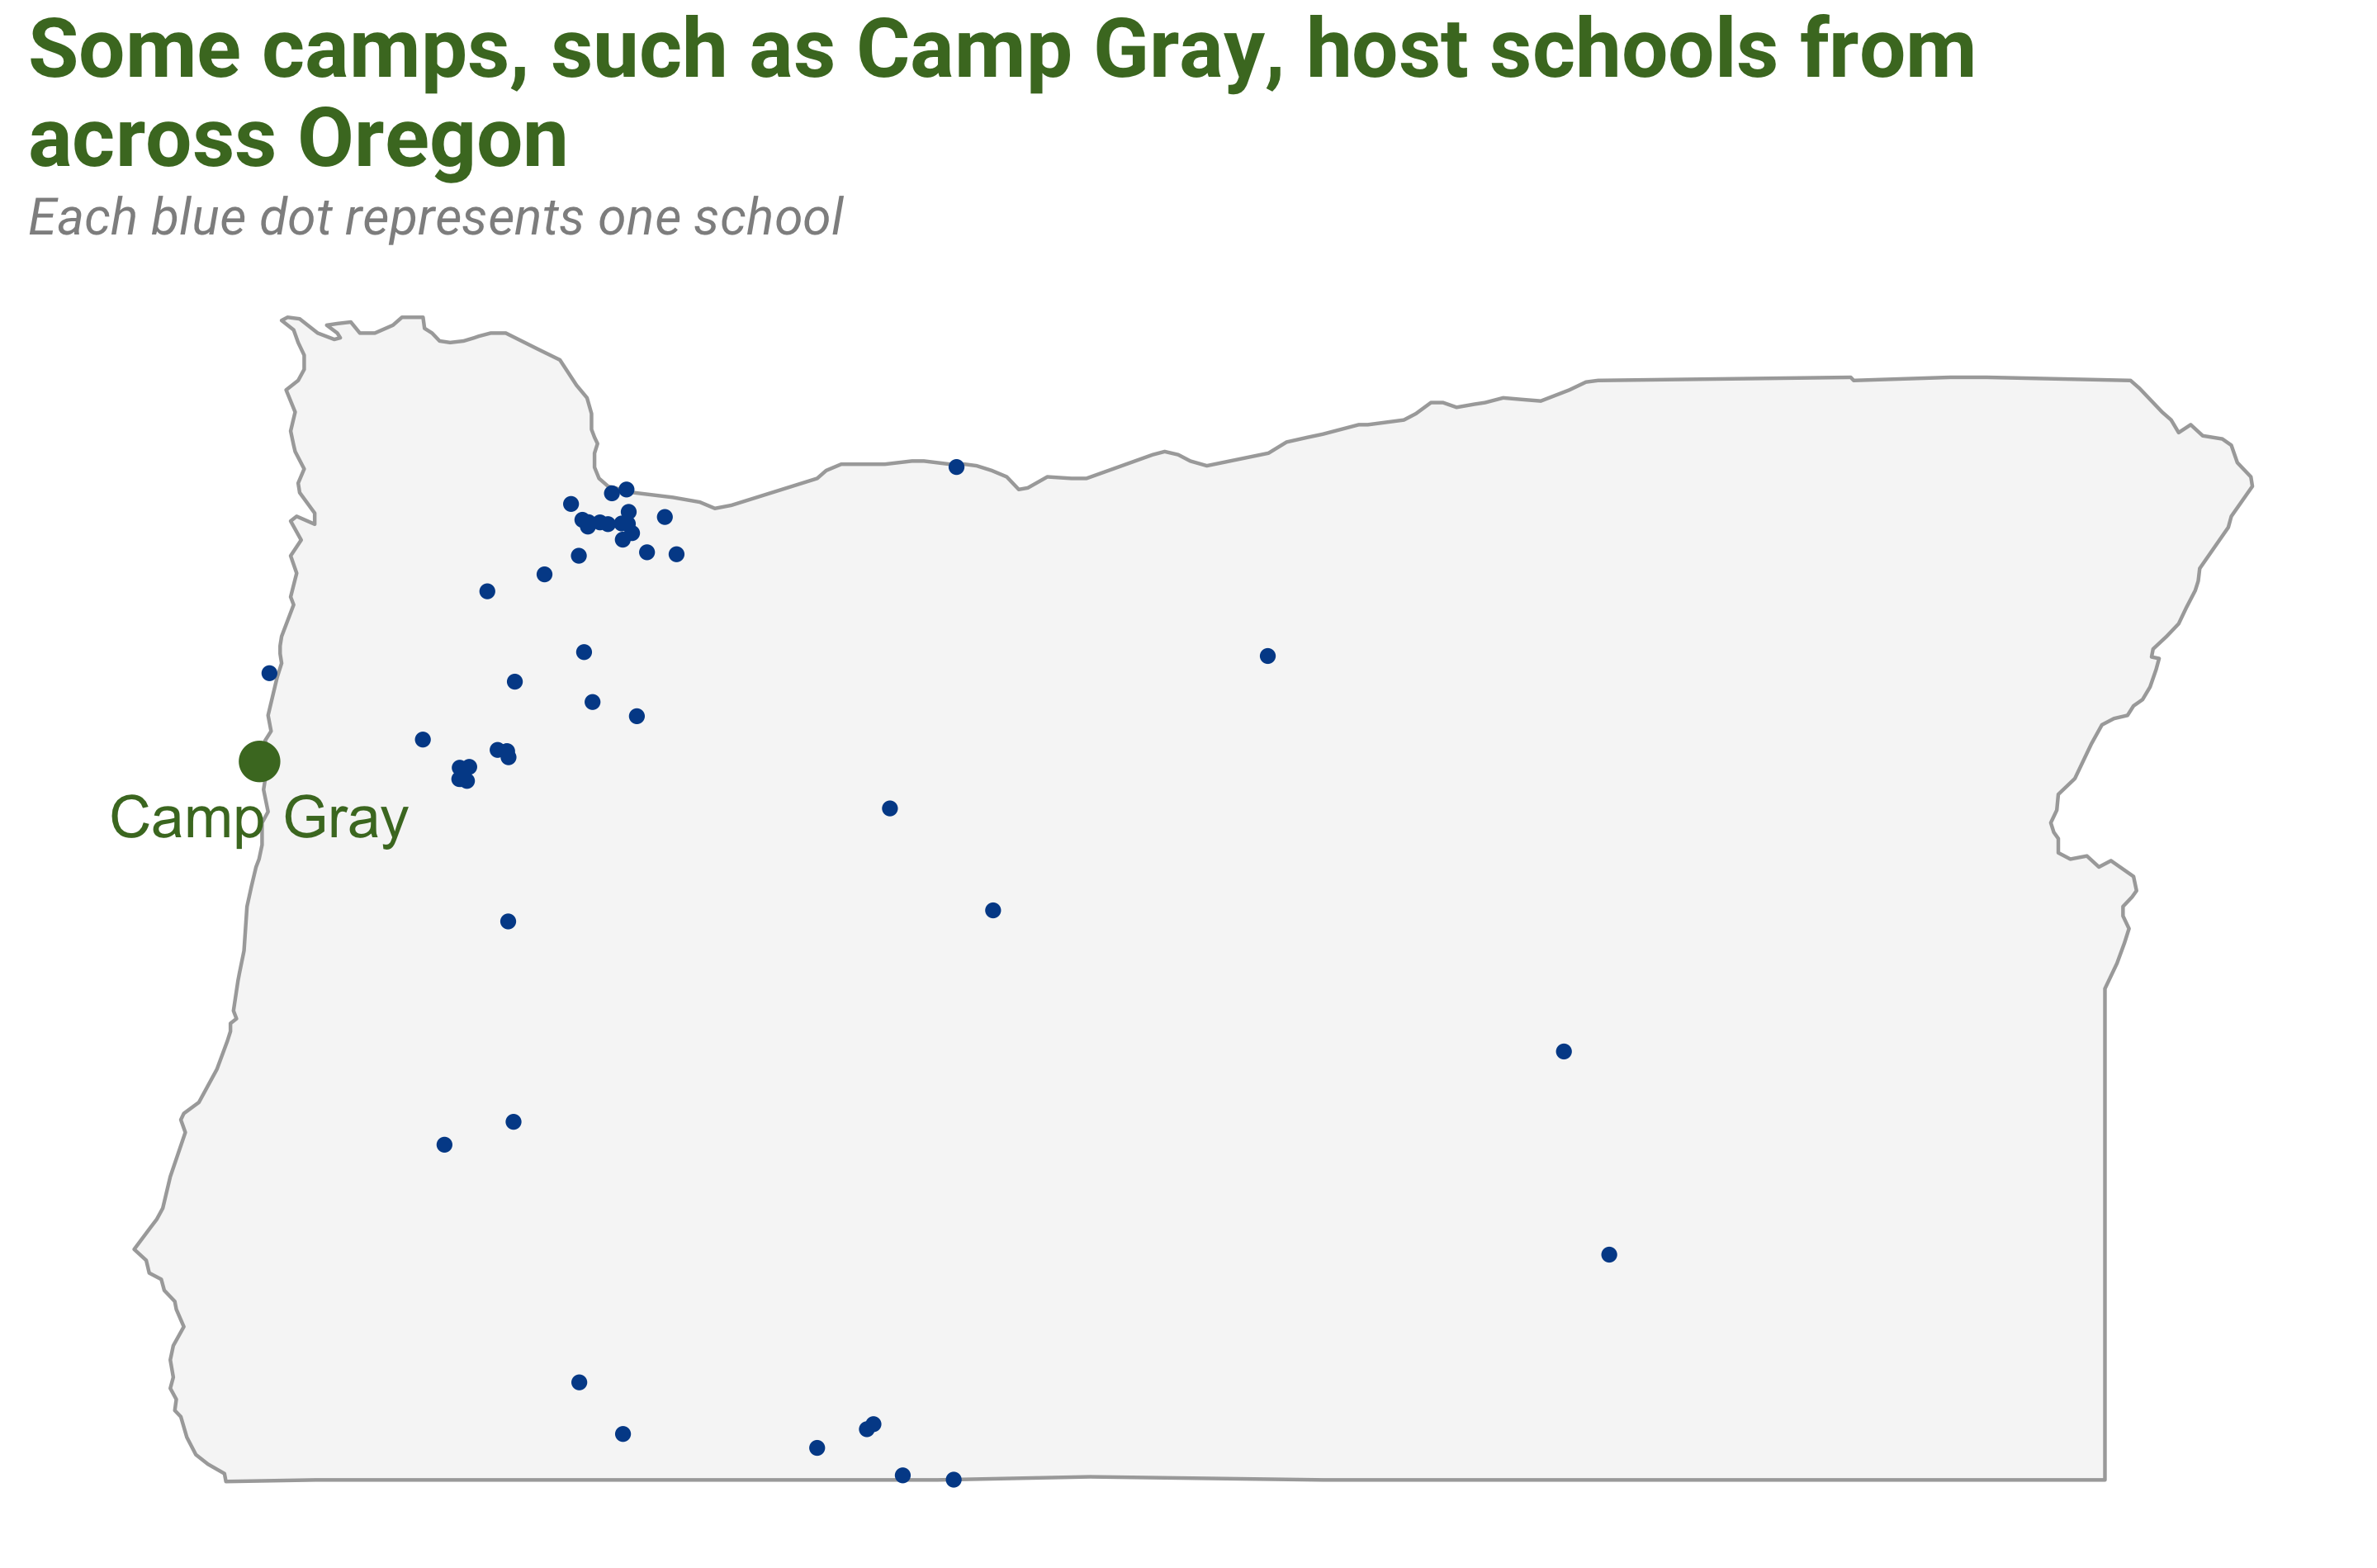 Some camps, such as Camp Gray, host schools from
across Oregon
Each blue dot represents one school
Camp Gray